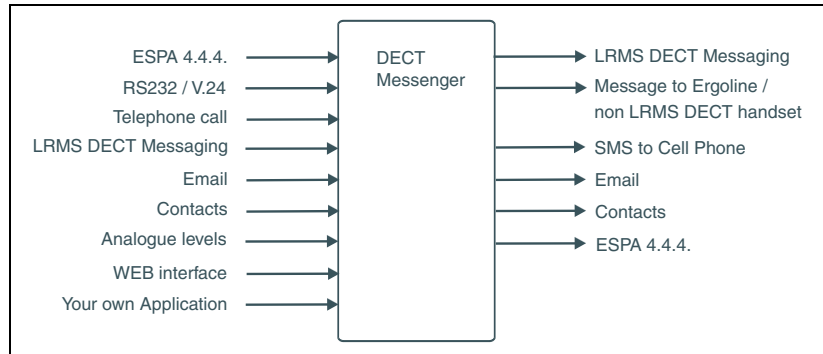 ESPA 4.4.4.
RS232 / V.24
Telephone call
LRMS DECT Messaging
Email
Contacts
Analogue levels
WEB interface
Your own Application
DECT
Messenger
LRMS DECT Messaging
Message to Ergoline /
non LRMS DECT handset
SMS to Cell Phone
Email
Contacts
ESPA 4.4.4.